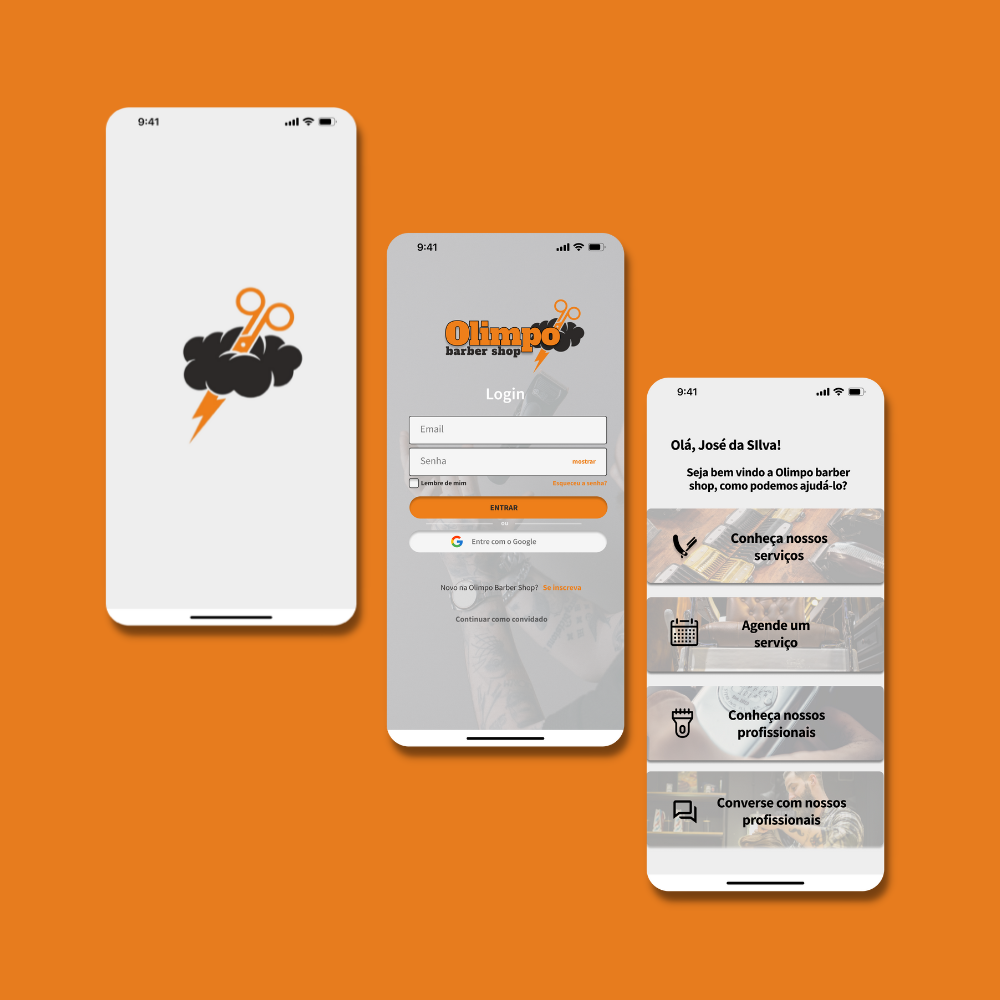 9:41
9:41
Olimpo
barber shop
Login
Email
Senha
mostrar
Lembre de mim
Esqueceu a senha?
ENTRAR
ou
Entre com o Google
Novo na Olimpo Barber Shop? Se inscreva
Continuar como convidado
9:41
Olá, José da SIlva!
Seja bem vindo a Olimpo barber
shop, como podemos ajudá-lo?
Conheça nossos
serviços
Agende um
serviço
Conheça nossos
profissionais
Converse com nossos
profissionais